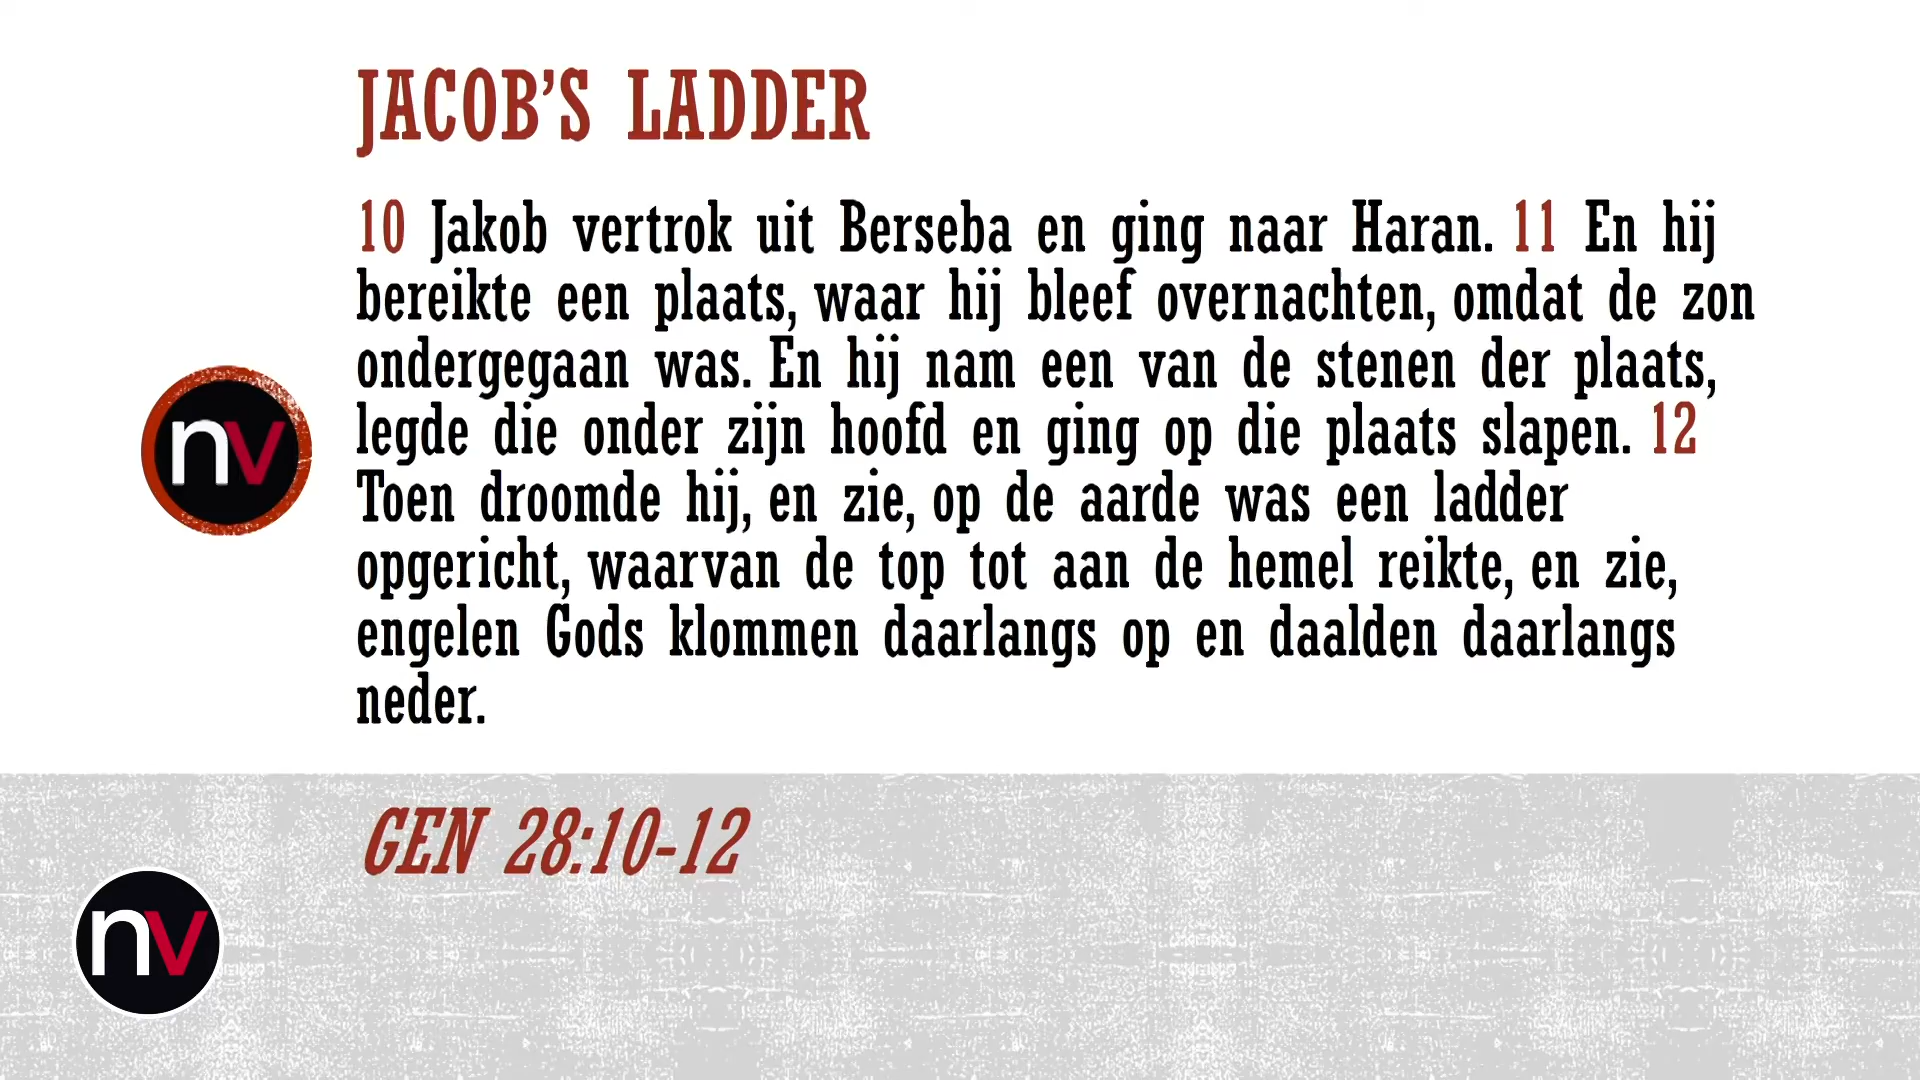 JACOB'S LADDER
10 Jakob vertrok uit Berseba en ging naar Haran. 11 En hij
bereikte een plaats, waar hij bleef overnachten, omdat de zon
ondergegaan was. En hij nam een van de stenen der plaats,
legde die onder zijn hoofd en ging op die plaats slapen. 12
Toen droomde hij, en zie, op de aarde was een ladder
opgericht, waarvan de top tot aan de hemel reikte, en zie,
engelen Gods klommen daarlangs op en daalden daarlangs
neder.
nv
GEN 28:10-12
nv